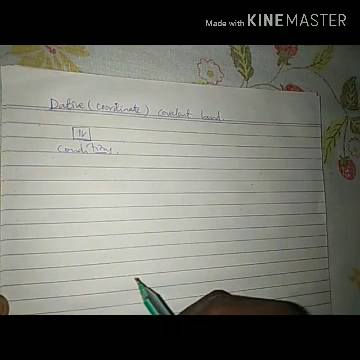 Made with KINEMASTER
Dative (coordinate) covalent bond.
conditions.